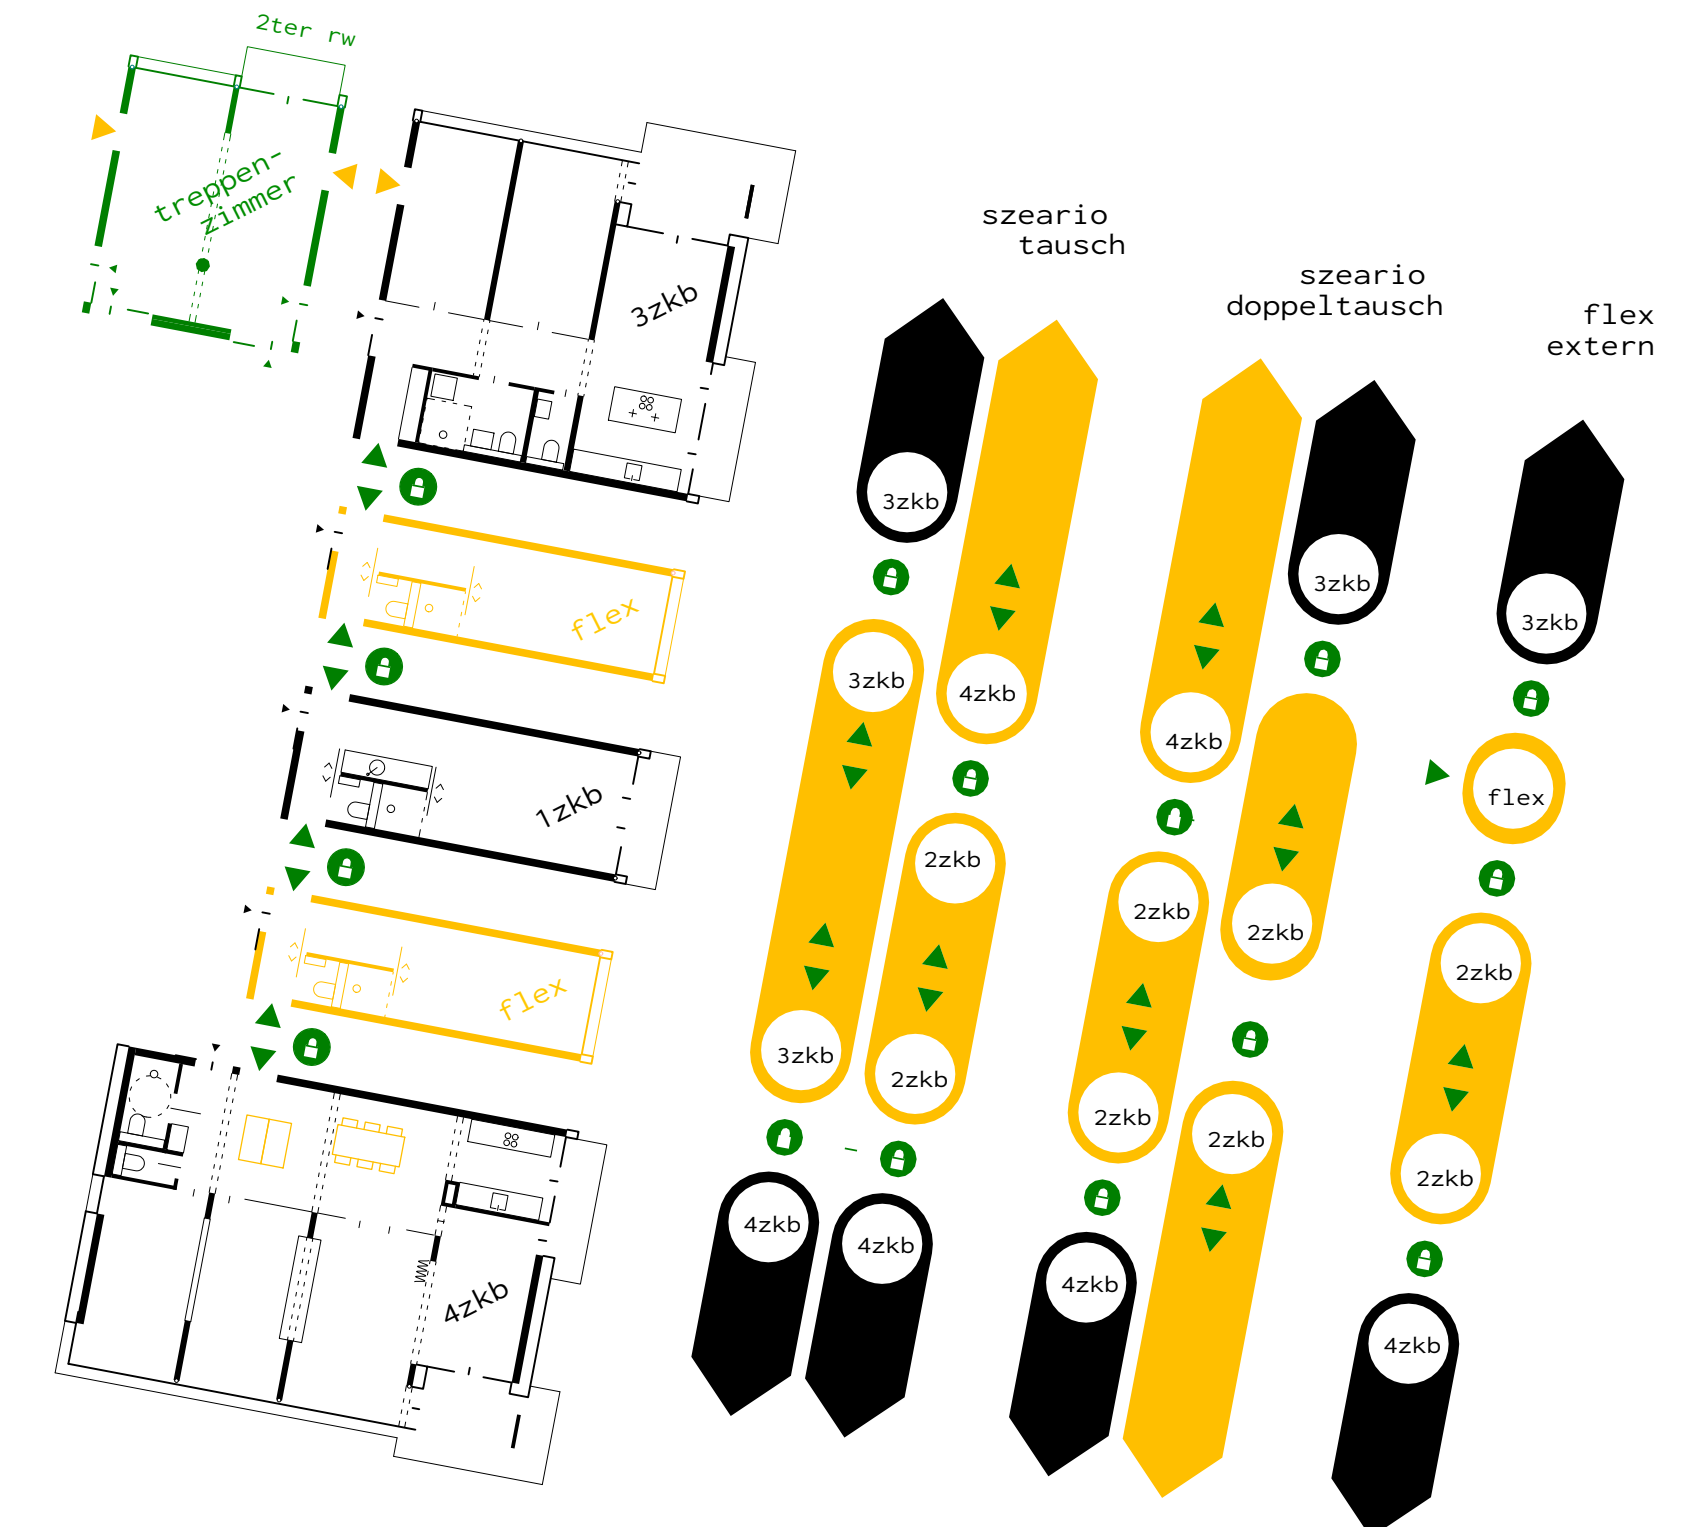 2ter rw
treppen-
zimmer
3zkb
flex
1zkb
flex
4zkb
szeario
tausch
3zkb
4zkb
3zkb
2zkb
3zkb
2zkb
4zkb
4zkb
szeario
doppeltausch
4zkb
3zkb
2zkb
2zkb
2zkb
2zkb
4zkb
flex
extern
3zkb
flex
2zkb
2zkb
4zkb